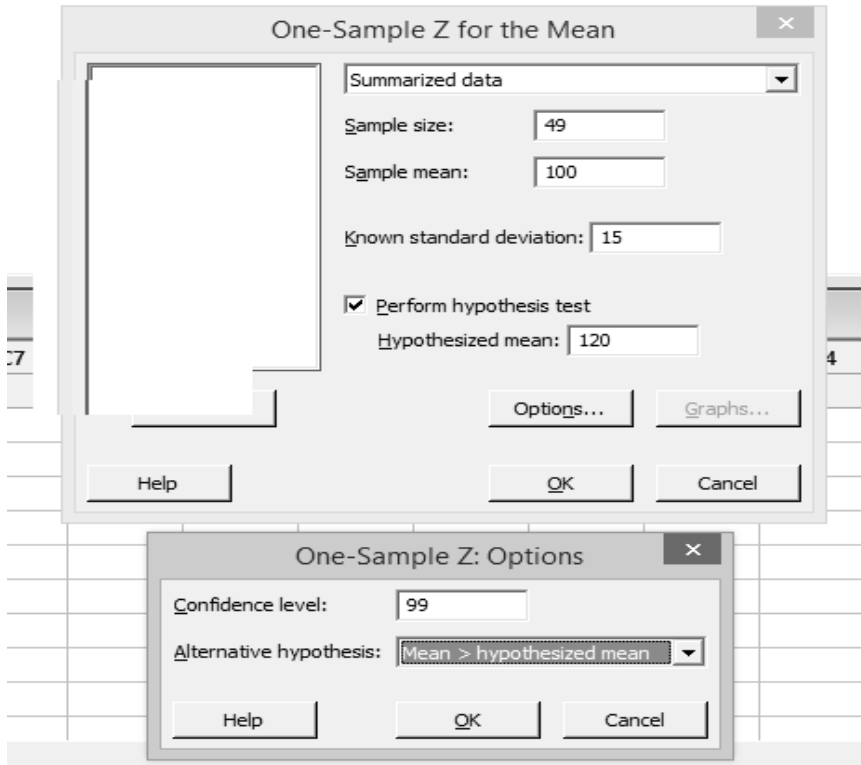 One-Sample Z for the Mean
Summarized data
Sample size: 49
Sample mean: 100
Known standard deviation: 15
Perform hypothesis test
Hypothesized mean: 120
C7
4
Options... Graphs...
Help OK Cancel
One-Sample Z: Options
Confidence level: 99
Alternative hypothesis: Mean > hypothesized mean
Help OK Cancel